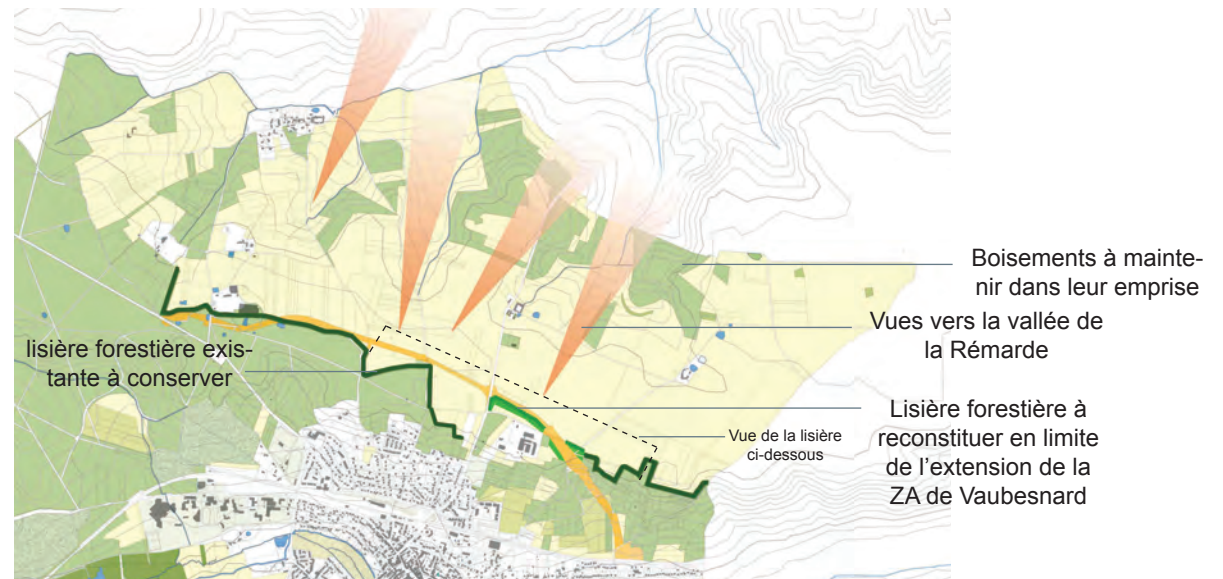 Boisements à mainte-
nir dans leur emprise
Vues vers la vallée de
la Rémarde
lisière forestière exis-
tante à conserver
Lisière forestière à
reconstituer en limite
de l'extension de la
ZA de Vaubesnard
Vue de la lisière
ci-dessous